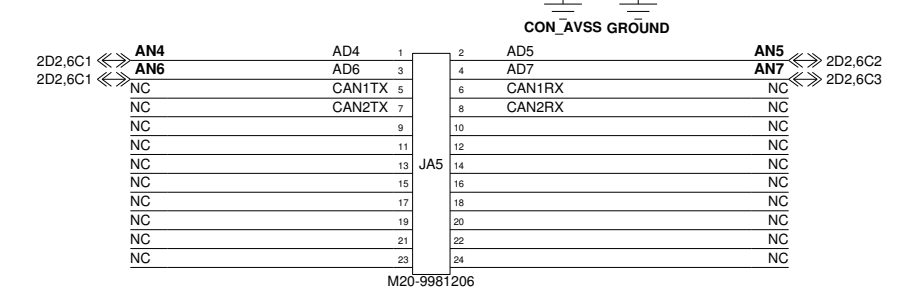 CON_AVSS GROUND
AN4 AD4 1 2 AD5 AN5
2D2,6C1 2D2,6C2
AN6 AD6 3 4 AD7 AN7
2D2,6C1 2D2,6C3
NC CAN1TX 5 6 CAN1RX NC
NC CAN2TX 7 8 CAN2RX NC
NC 9 10 NC
NC 11 12 NC
NC 13 JA5 14 NC
NC 15 16 NC
NC 17 18 NC
NC 19 20 NC
NC 21 22 NC
NC 23 24 NC
M20-9981206